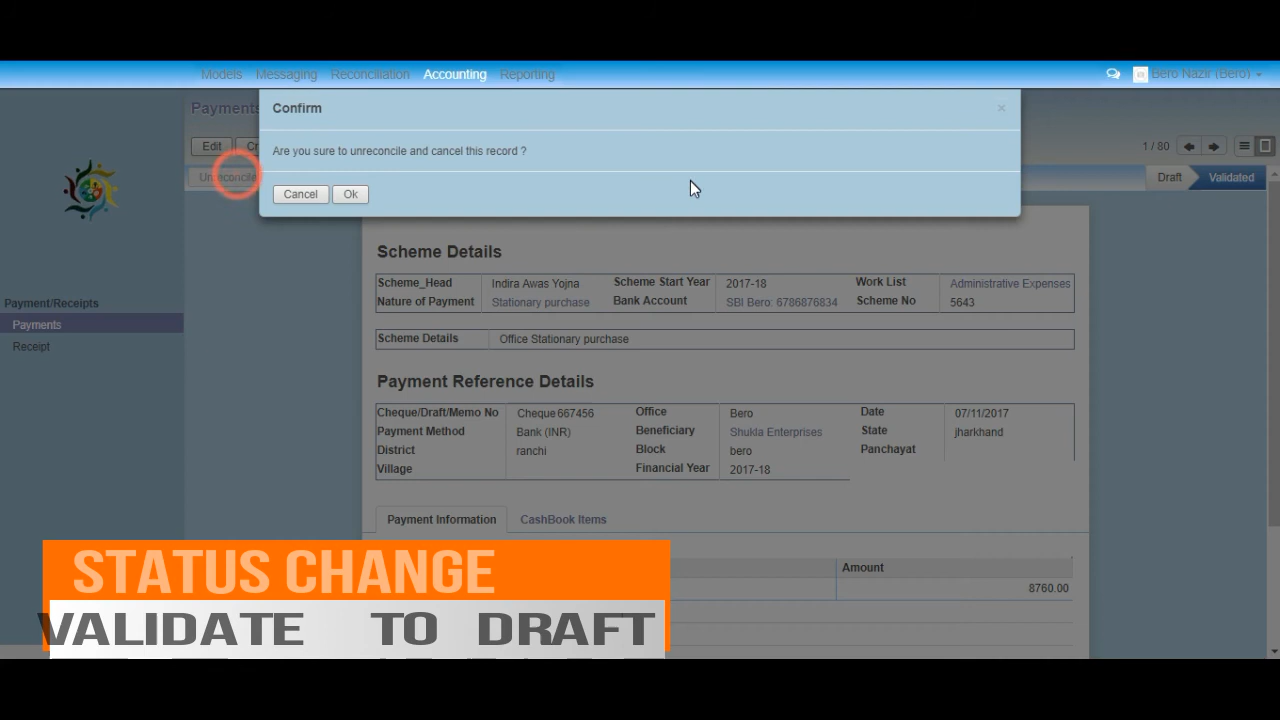 Models Messaging Reconciliation Accounting Reporting Bero Nazir (Bero)
Payments
Confirm ×
Edit 1 / 80
Are you sure to unreconcile and cancel this record ?
Unreconcile Draft Validated
Cancel Ok
Scheme Details
Scheme_Head Indira Awas Yojna Scheme Start Year 2017-18 Work List Administrative Expenses
Nature of Payment Stationary purchase Bank Account SBI Bero: 6786876834 Scheme No 5643
Payment/Receipts
Payments
Receipt
Scheme Details Office Stationary purchase
Payment Reference Details
Cheque/Draft/Memo No Cheque667456 Office Bero Date 07/11/2017
Payment Method Bank (INR) Beneficiary Shukla Enterprises State jharkhand
District ranchi Block bero Panchayat
Village Financial Year 2017-18
Payment Information CashBook Items
Amount
8760.00
STATUS CHANGE
VALIDATE TO DRAFT